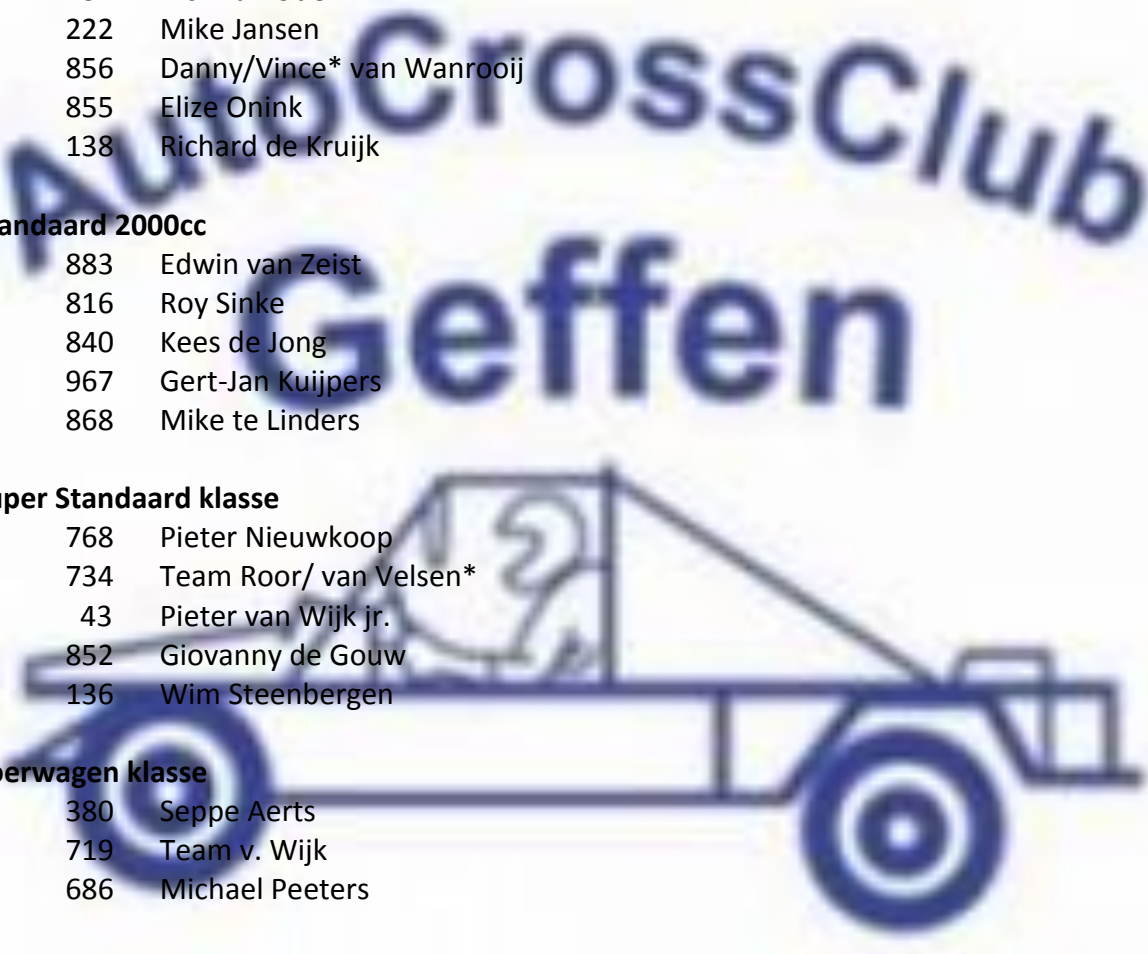 AutoCrossClub
Geffen
222 Mike Jansen
856 Danny/Vince* van Wanrooij
855 Elize Onink
138 Richard de Kruijk
andaard 2000cc
883 Edwin van Zeist
816 Roy Sinke
840 Kees de Jong
967 Gert-Jan Kuijpers
868 Mike te Linders
per Standaard klasse
768 Pieter Nieuwkoop
734 Team Roor/ van Velsen*
43 Pieter van Wijk jr.
852 Giovanny de Gouw
136 Wim Steenbergen
perwagen klasse
380 Seppe Aerts
719 Team v. Wijk
686 Michael Peeters